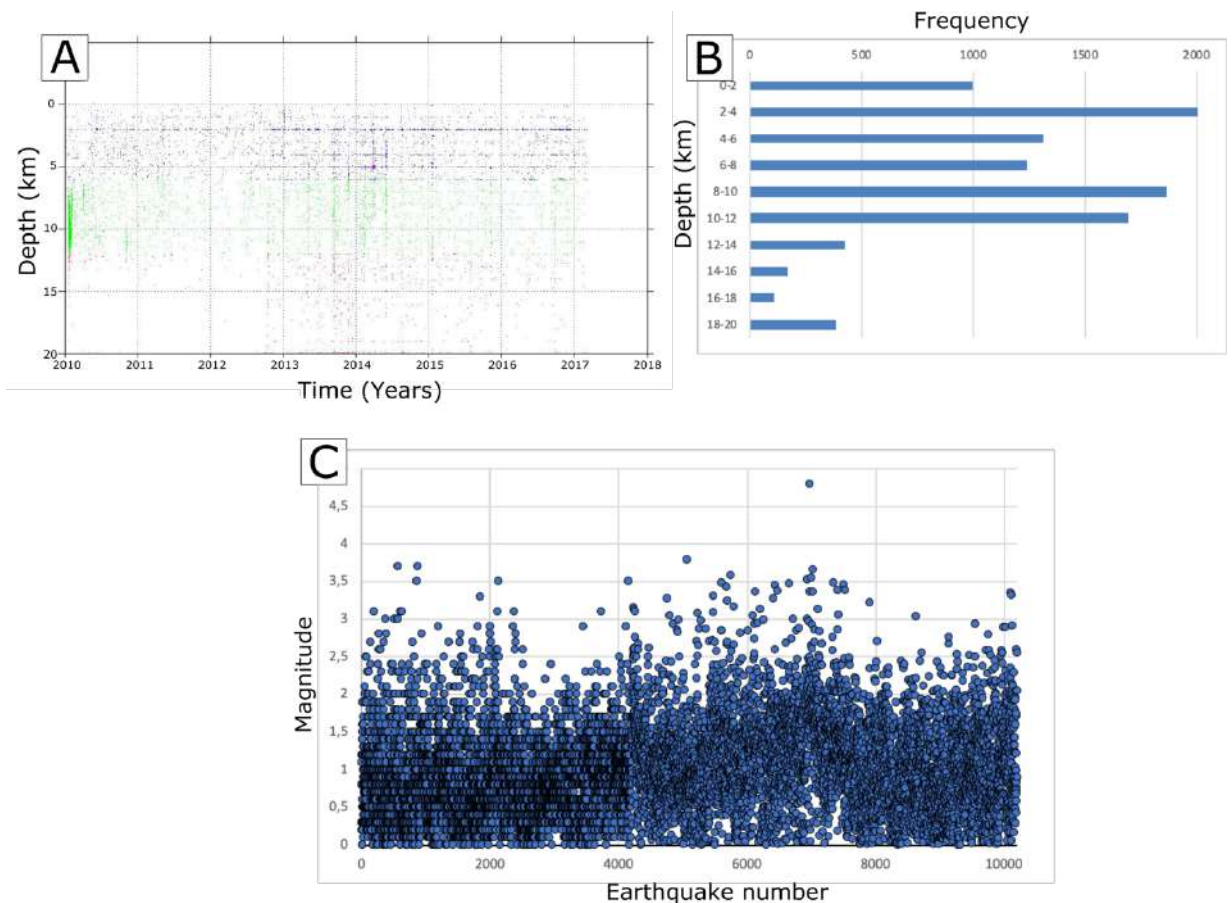 A
0
5
10
15
20
Depth (km)
2010 2011 2012 2013 2014 2015 2016 2017 2018
Time (Years)
B
Frequency
0 500 1000 1500 2000
Depth (km)
0-2
2-4
4-6
6-8
8-10
10-12
12-14
14-16
16-18
18-20
C
Magnitude
4,5
4
3,5
3
2,5
2
1,5
1
0,5
0
0 2000 4000 6000 8000 10000
Earthquake number